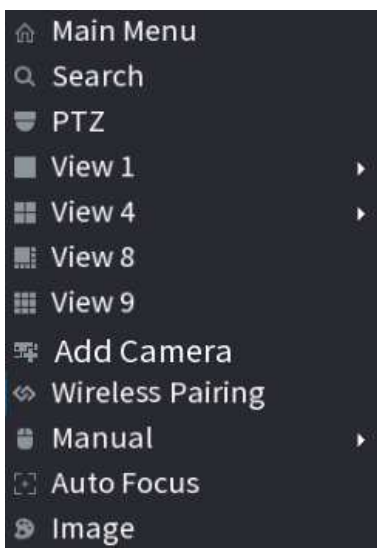 Main Menu
Search
PTZ
View 1
View 4
View 8
View 9
Add Camera
Wireless Pairing
Manual
Auto Focus
Image